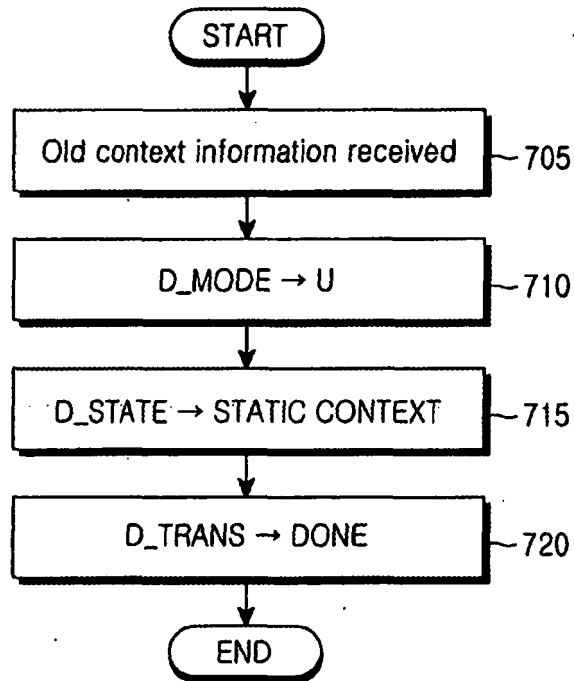 START
Old context information received
705
D_MODE → U
710
D_STATE → STATIC CONTEXT
715
D_TRANS → DONE
720
END